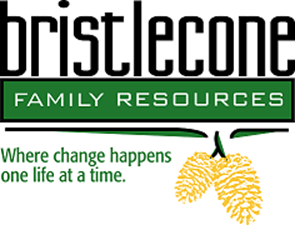 bristlecone
FAMILY RESOURCES
Where change happens
one life at a time.